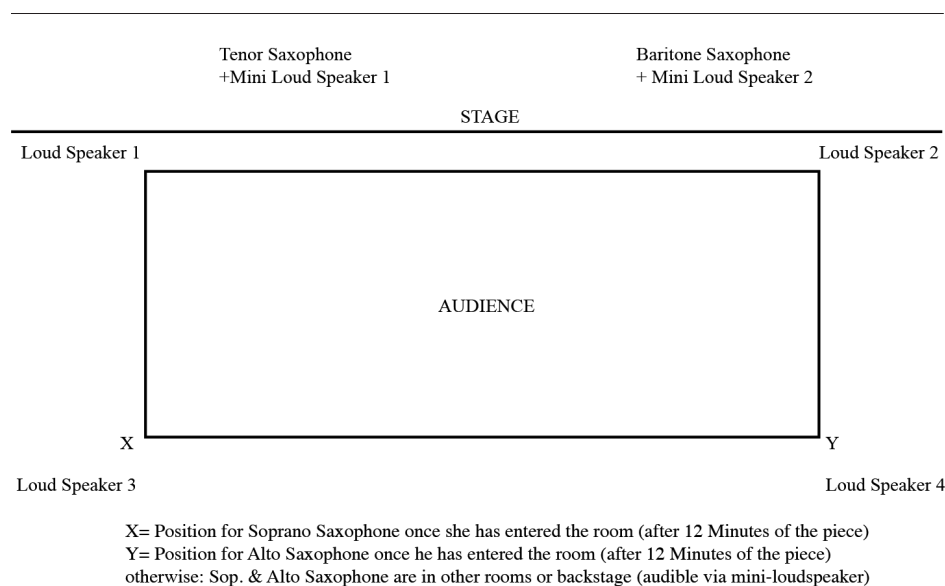 Tenor Saxophone
+Mini Loud Speaker 1
Baritone Saxophone
+ Mini Loud Speaker 2
STAGE
Loud Speaker 1
Loud Speaker 2
AUDIENCE
X
Y
Loud Speaker 3
Loud Speaker 4
X= Position for Soprano Saxophone once she has entered the room (after 12 Minutes of the piece)
Y= Position for Alto Saxophone once he has entered the room (after 12 Minutes of the piece)
otherwise: Sop. & Alto Saxophone are in other rooms or backstage (audible via mini-loudspeaker)